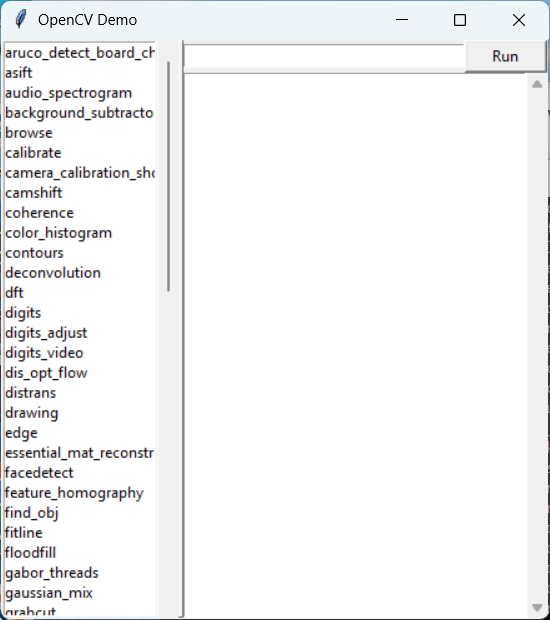 OpenCV Demo
Run
aruco_detect_board_ch
asift
audio_spectrogram
background_subtracto
browse
calibrate
camera_calibration_sho
camshift
coherence
color_histogram
contours
deconvolution
dft
digits
digits_adjust
digits_video
dis_opt_flow
distrans
drawing
edge
essential_mat_reconstr
facedetect
feature_homography
find_obj
fitline
floodfill
gabor_threads
gaussian_mix
grabcut